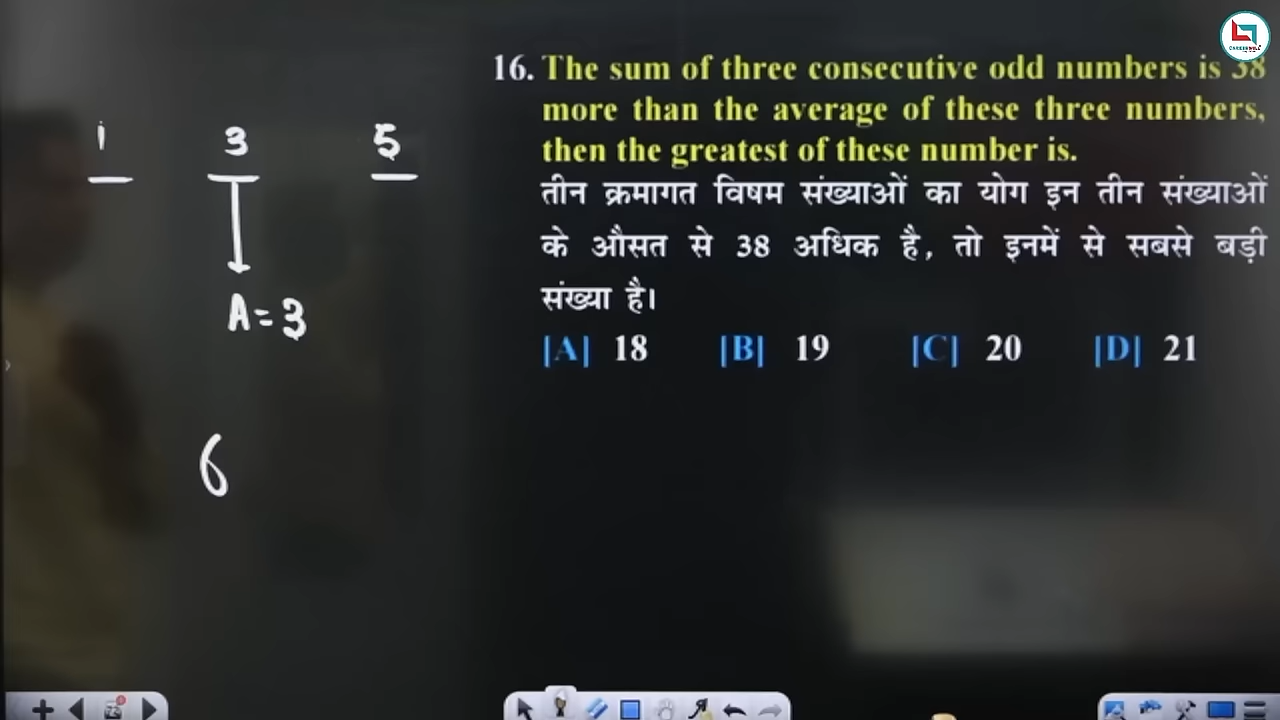 16. The sum of three consecutive odd numbers is 38
more than the average of these three numbers,
then the greatest of these number is.
तीन क्रमागत विषम संख्याओं का योग इन तीन संख्याओं
के औसत से 38 अधिक है, तो इनमें से सबसे बड़ी
संख्या है।
[A] 18 [B] 19 [C] 20 [D] 21
1 3 5
A = 3
6